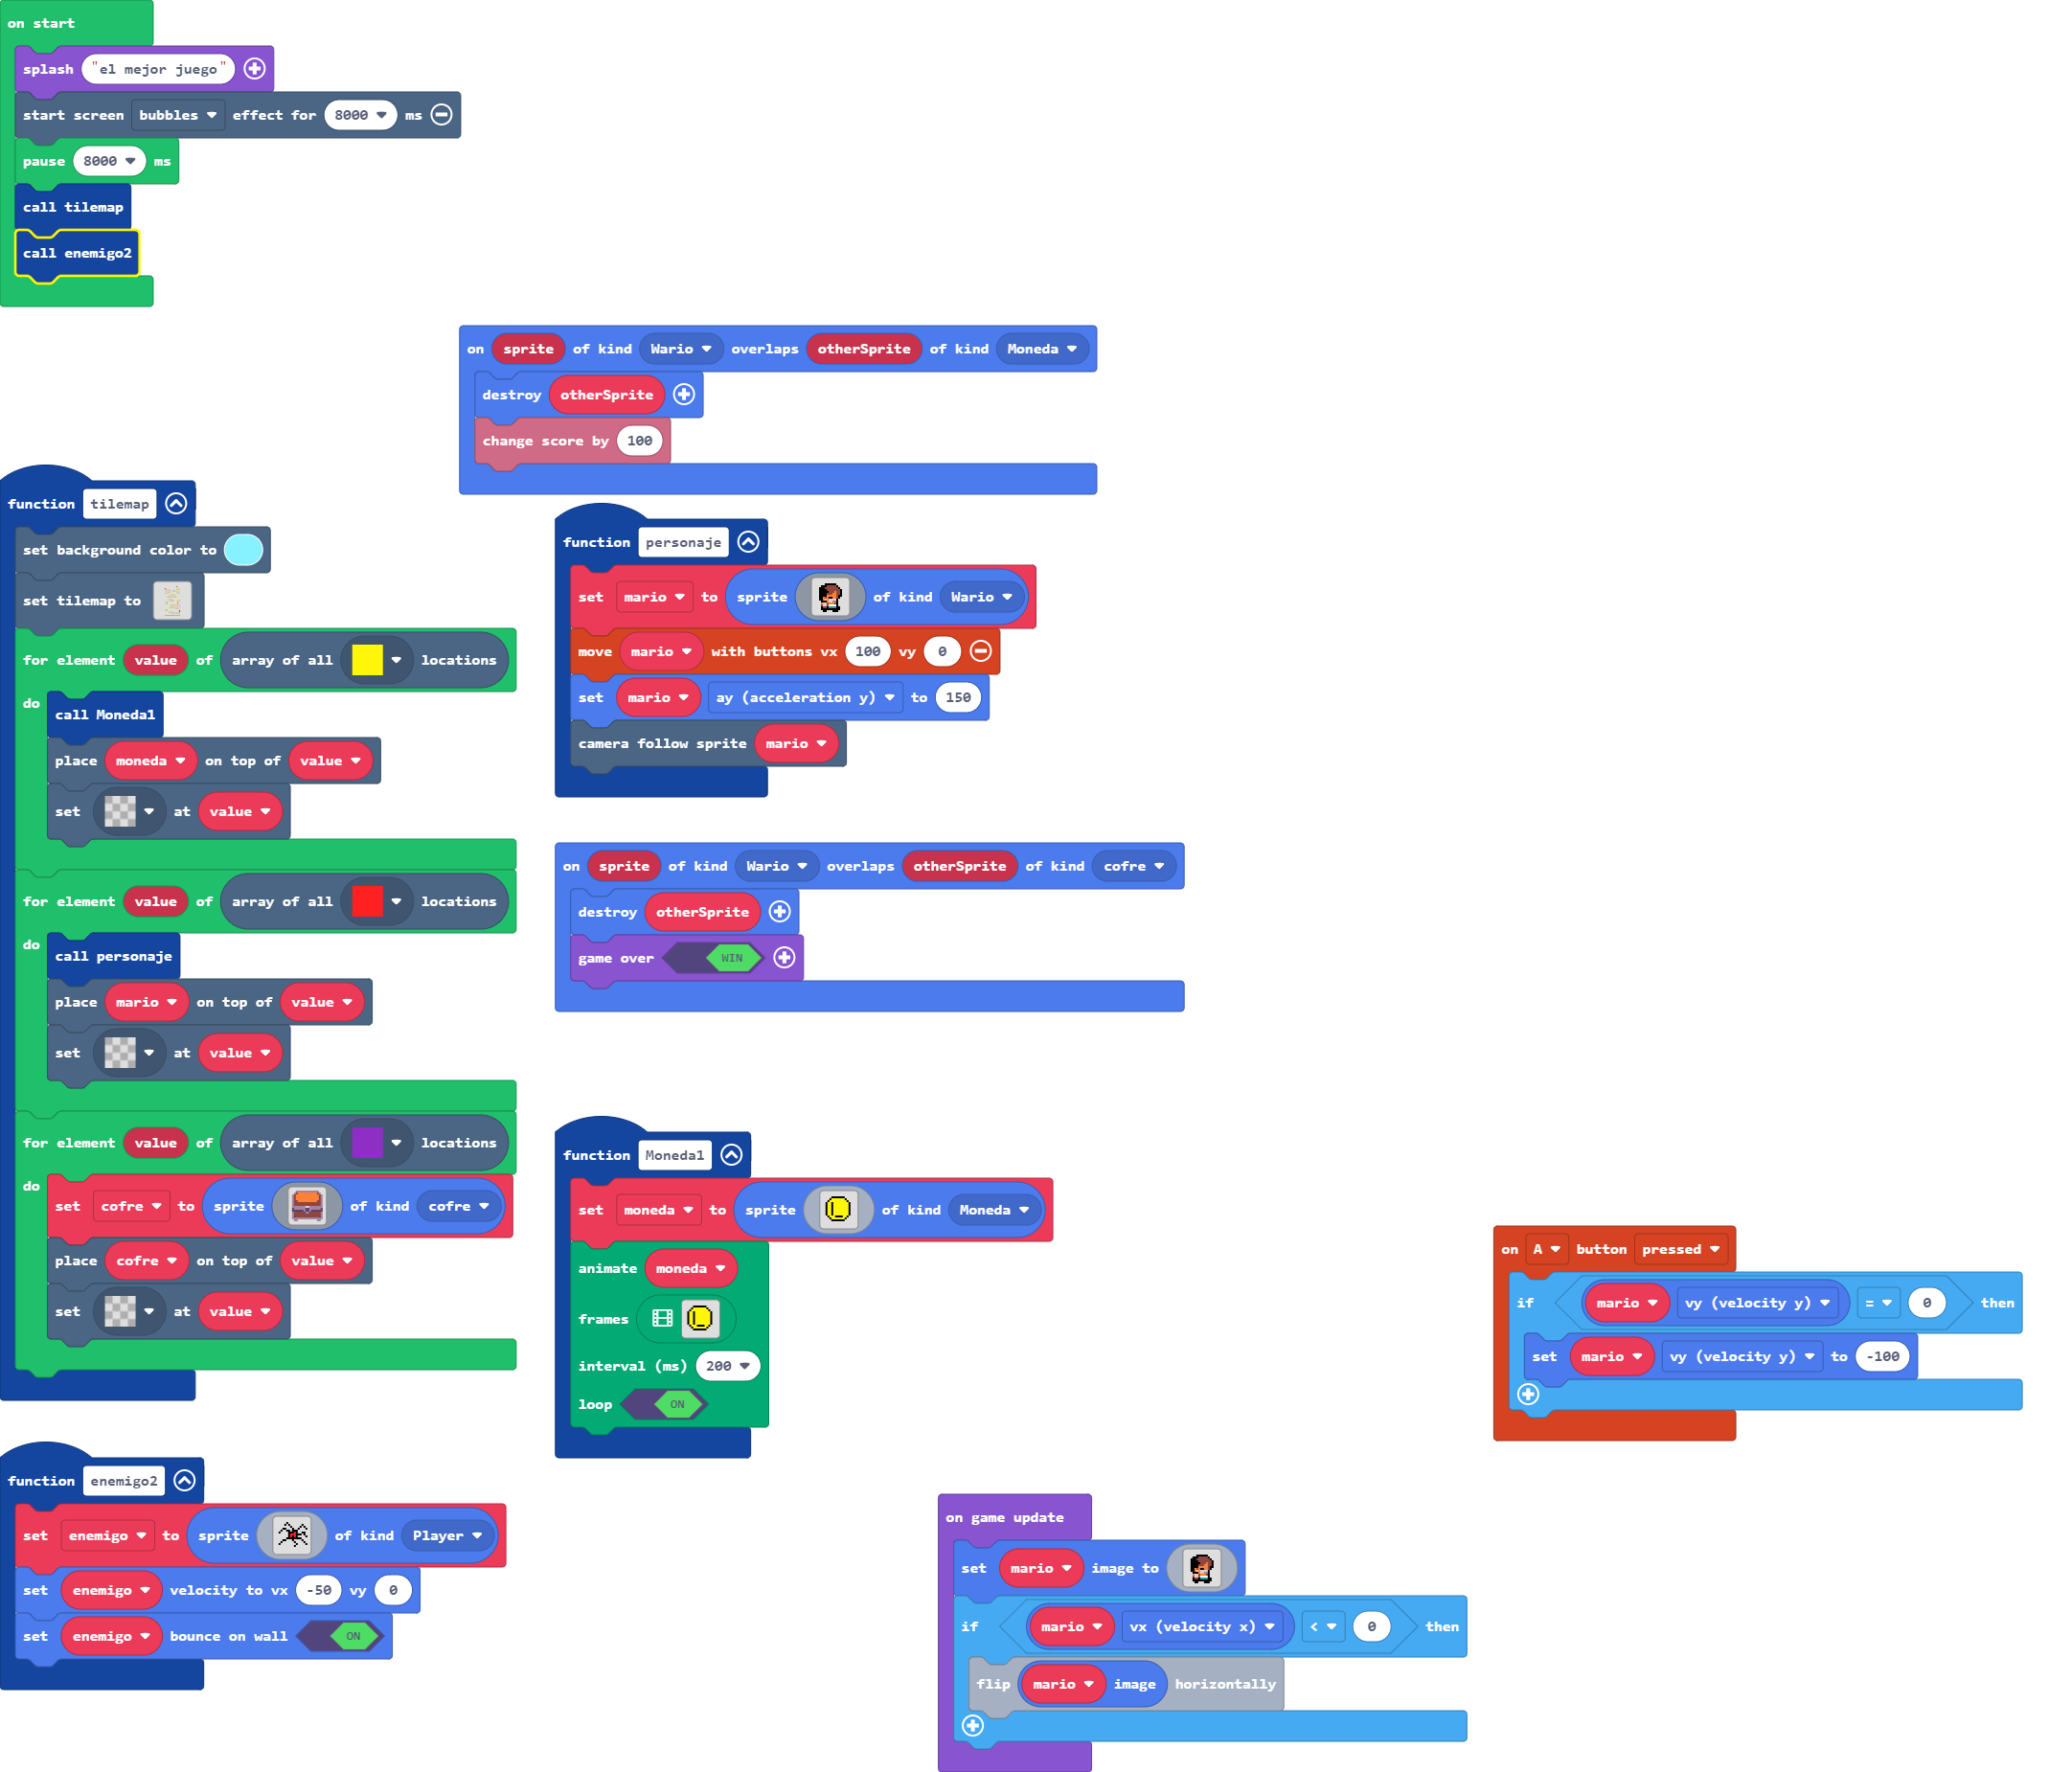 on start
splash "el mejor juego"
start screen bubbles effect for 8000 ms
pause 8000 ms
call tilemap
call enemigo2
on sprite of kind Wario overlaps otherSprite of kind Moneda
destroy otherSprite
change score by 100
function tilemap
set background color to
set tilemap to
for element value of array of all locations
do
call Moneda1
place moneda on top of value
set at value
for element value of array of all locations
do
call personaje
place mario on top of value
set at value
for element value of array of all locations
do
set cofre to sprite of kind cofre
place cofre on top of value
set at value
function personaje
set mario to sprite of kind Wario
move mario with buttons vx 100 vy 0
set mario ay (acceleration y) to 150
camera follow sprite mario
on sprite of kind Wario overlaps otherSprite of kind cofre
destroy otherSprite
game over WIN
function Moneda1
set moneda to sprite of kind Moneda
animate moneda
frames
interval (ms) 200
loop ON
on A button pressed
if mario vy (velocity y) = 0 then
set mario vy (velocity y) to -100
function enemigo2
set enemigo to sprite of kind Player
set enemigo velocity to vx -50 vy 0
set enemigo bounce on wall ON
on game update
set mario image to
if mario vx (velocity x) < 0 then
flip mario image horizontally